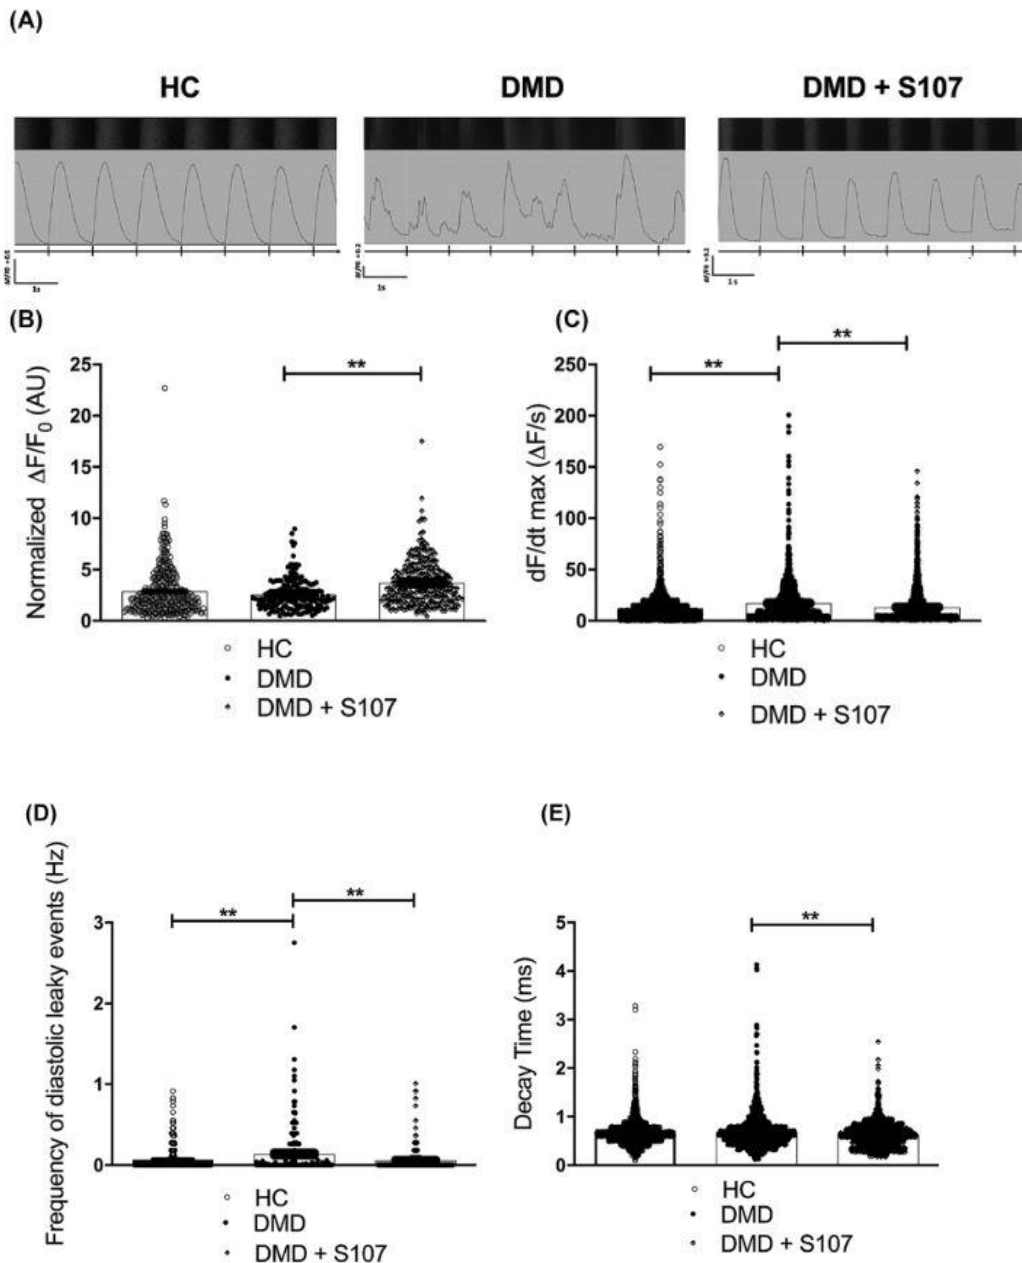 (A)
HC
DMD
DMD + S107
1s
1s
1 s
(B)
Normalized ΔF/F0 (AU)
25
20
15
10
5
0
**
HC
DMD
DMD + S107
(C)
dF/dt max (ΔF/s)
250
200
150
100
50
0
**
**
HC
DMD
DMD + S107
(D)
Frequency of diastolic leaky events (Hz)
3
2
1
0
**
**
HC
DMD
DMD + S107
(E)
Decay Time (ms)
5
4
3
2
1
0
**
HC
DMD
DMD + S107